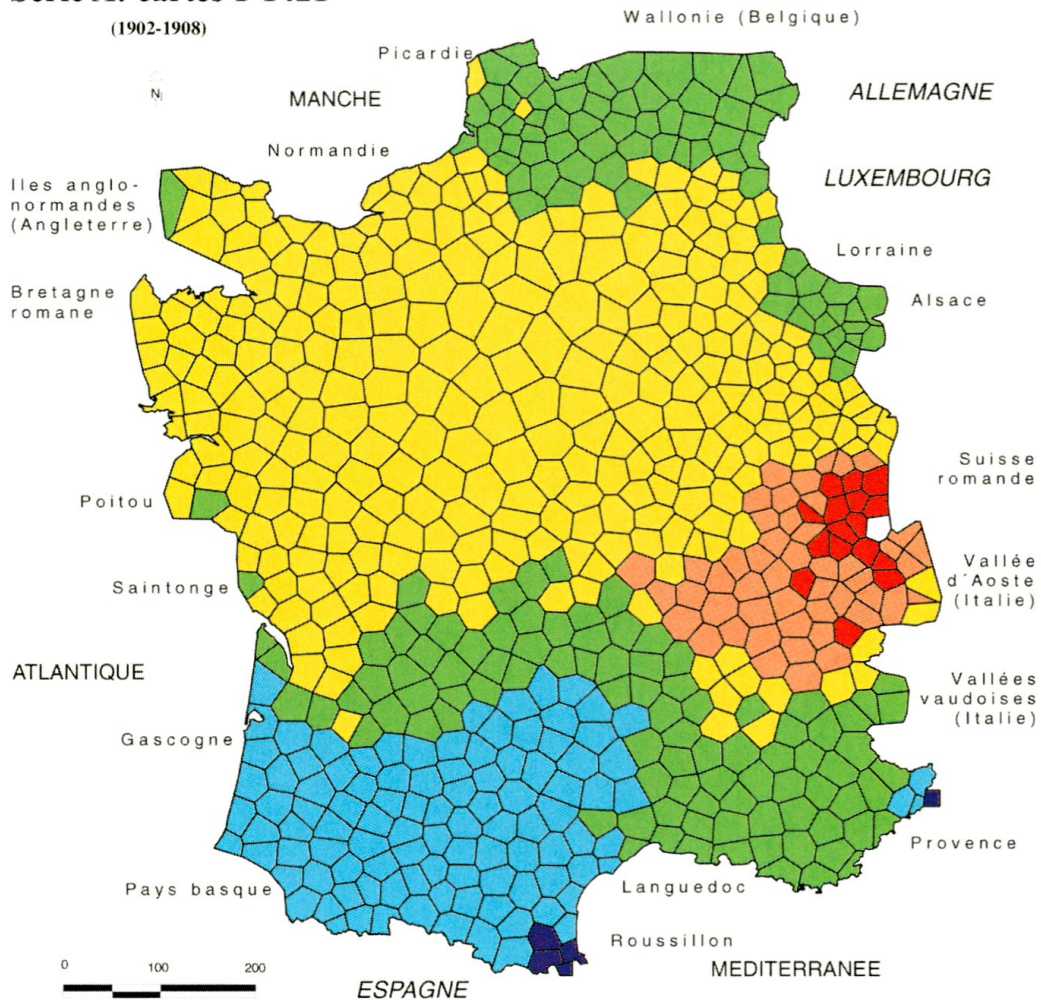 (1902-1908)
Wallonie (Belgique)
Picardie
N
MANCHE
ALLEMAGNE
Normandie
LUXEMBOURG
Iles anglo-
normandes
(Angleterre)
Lorraine
Bretagne
romane
Alsace
Suisse
romande
Poitou
Vallée
d´Aoste
(Italie)
Saintonge
ATLANTIQUE
Vallées
vaudoises
(Italie)
Gascogne
Provence
Pays basque
Languedoc
Roussillon
0 100 200
MEDITERRANEE
ESPAGNE